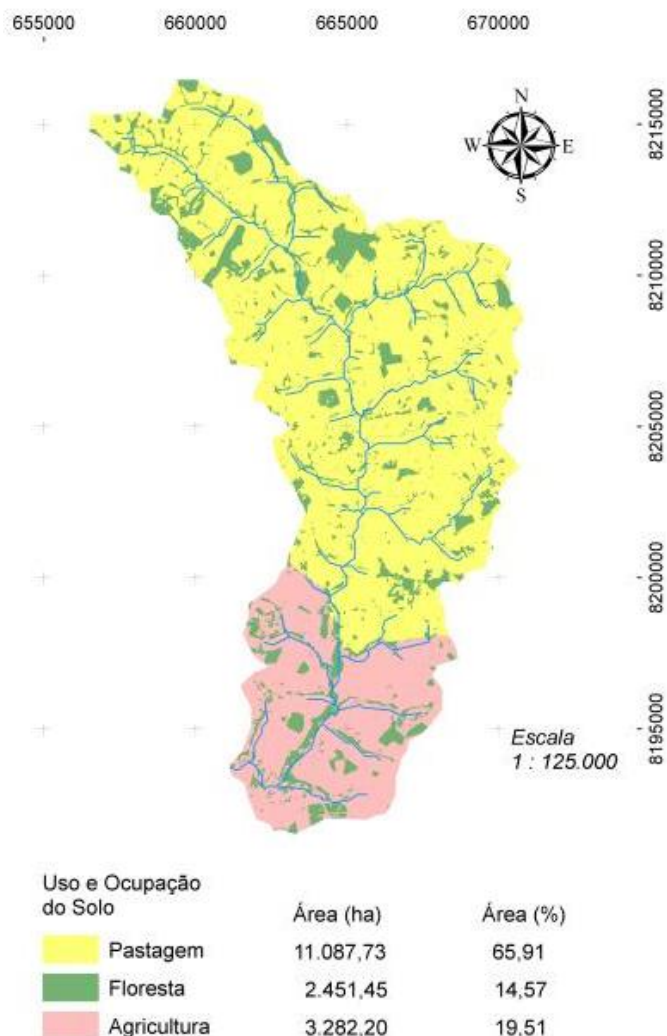 655000 660000 665000 670000
N
W E
S
8215000
8210000
8205000
8200000
8195000
Escala
1 : 125.000
Uso e Ocupação
do Solo
Área (ha) Área (%)
Pastagem 11.087,73 65,91
Floresta 2.451,45 14,57
Agricultura 3.282,20 19,51